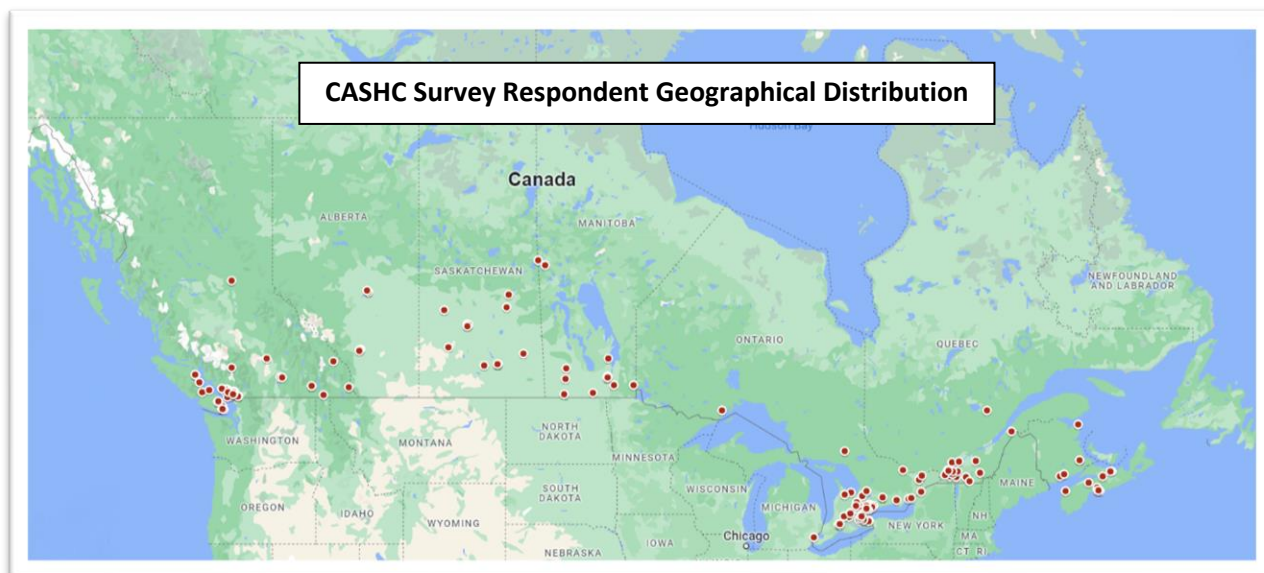 CASHC Survey Respondent Geographical Distribution
Hudson Bay
Canada
ALBERTA
MANITOBA
SASKATCHEWAN
NEWFOUNDLAND
AND LABRADOR
ONTARIO
QUEBEC
WASHINGTON
MONTANA
NORTH
DAKOTA
MINNESOTA
OREGON
IDAHO
SOUTH
DAKOTA
WISCONSIN
MICHIGAN
MAINE
WYOMING
NEW YORK
NH
Chicago
IOWA
MA
CT RI
NEBRASKA